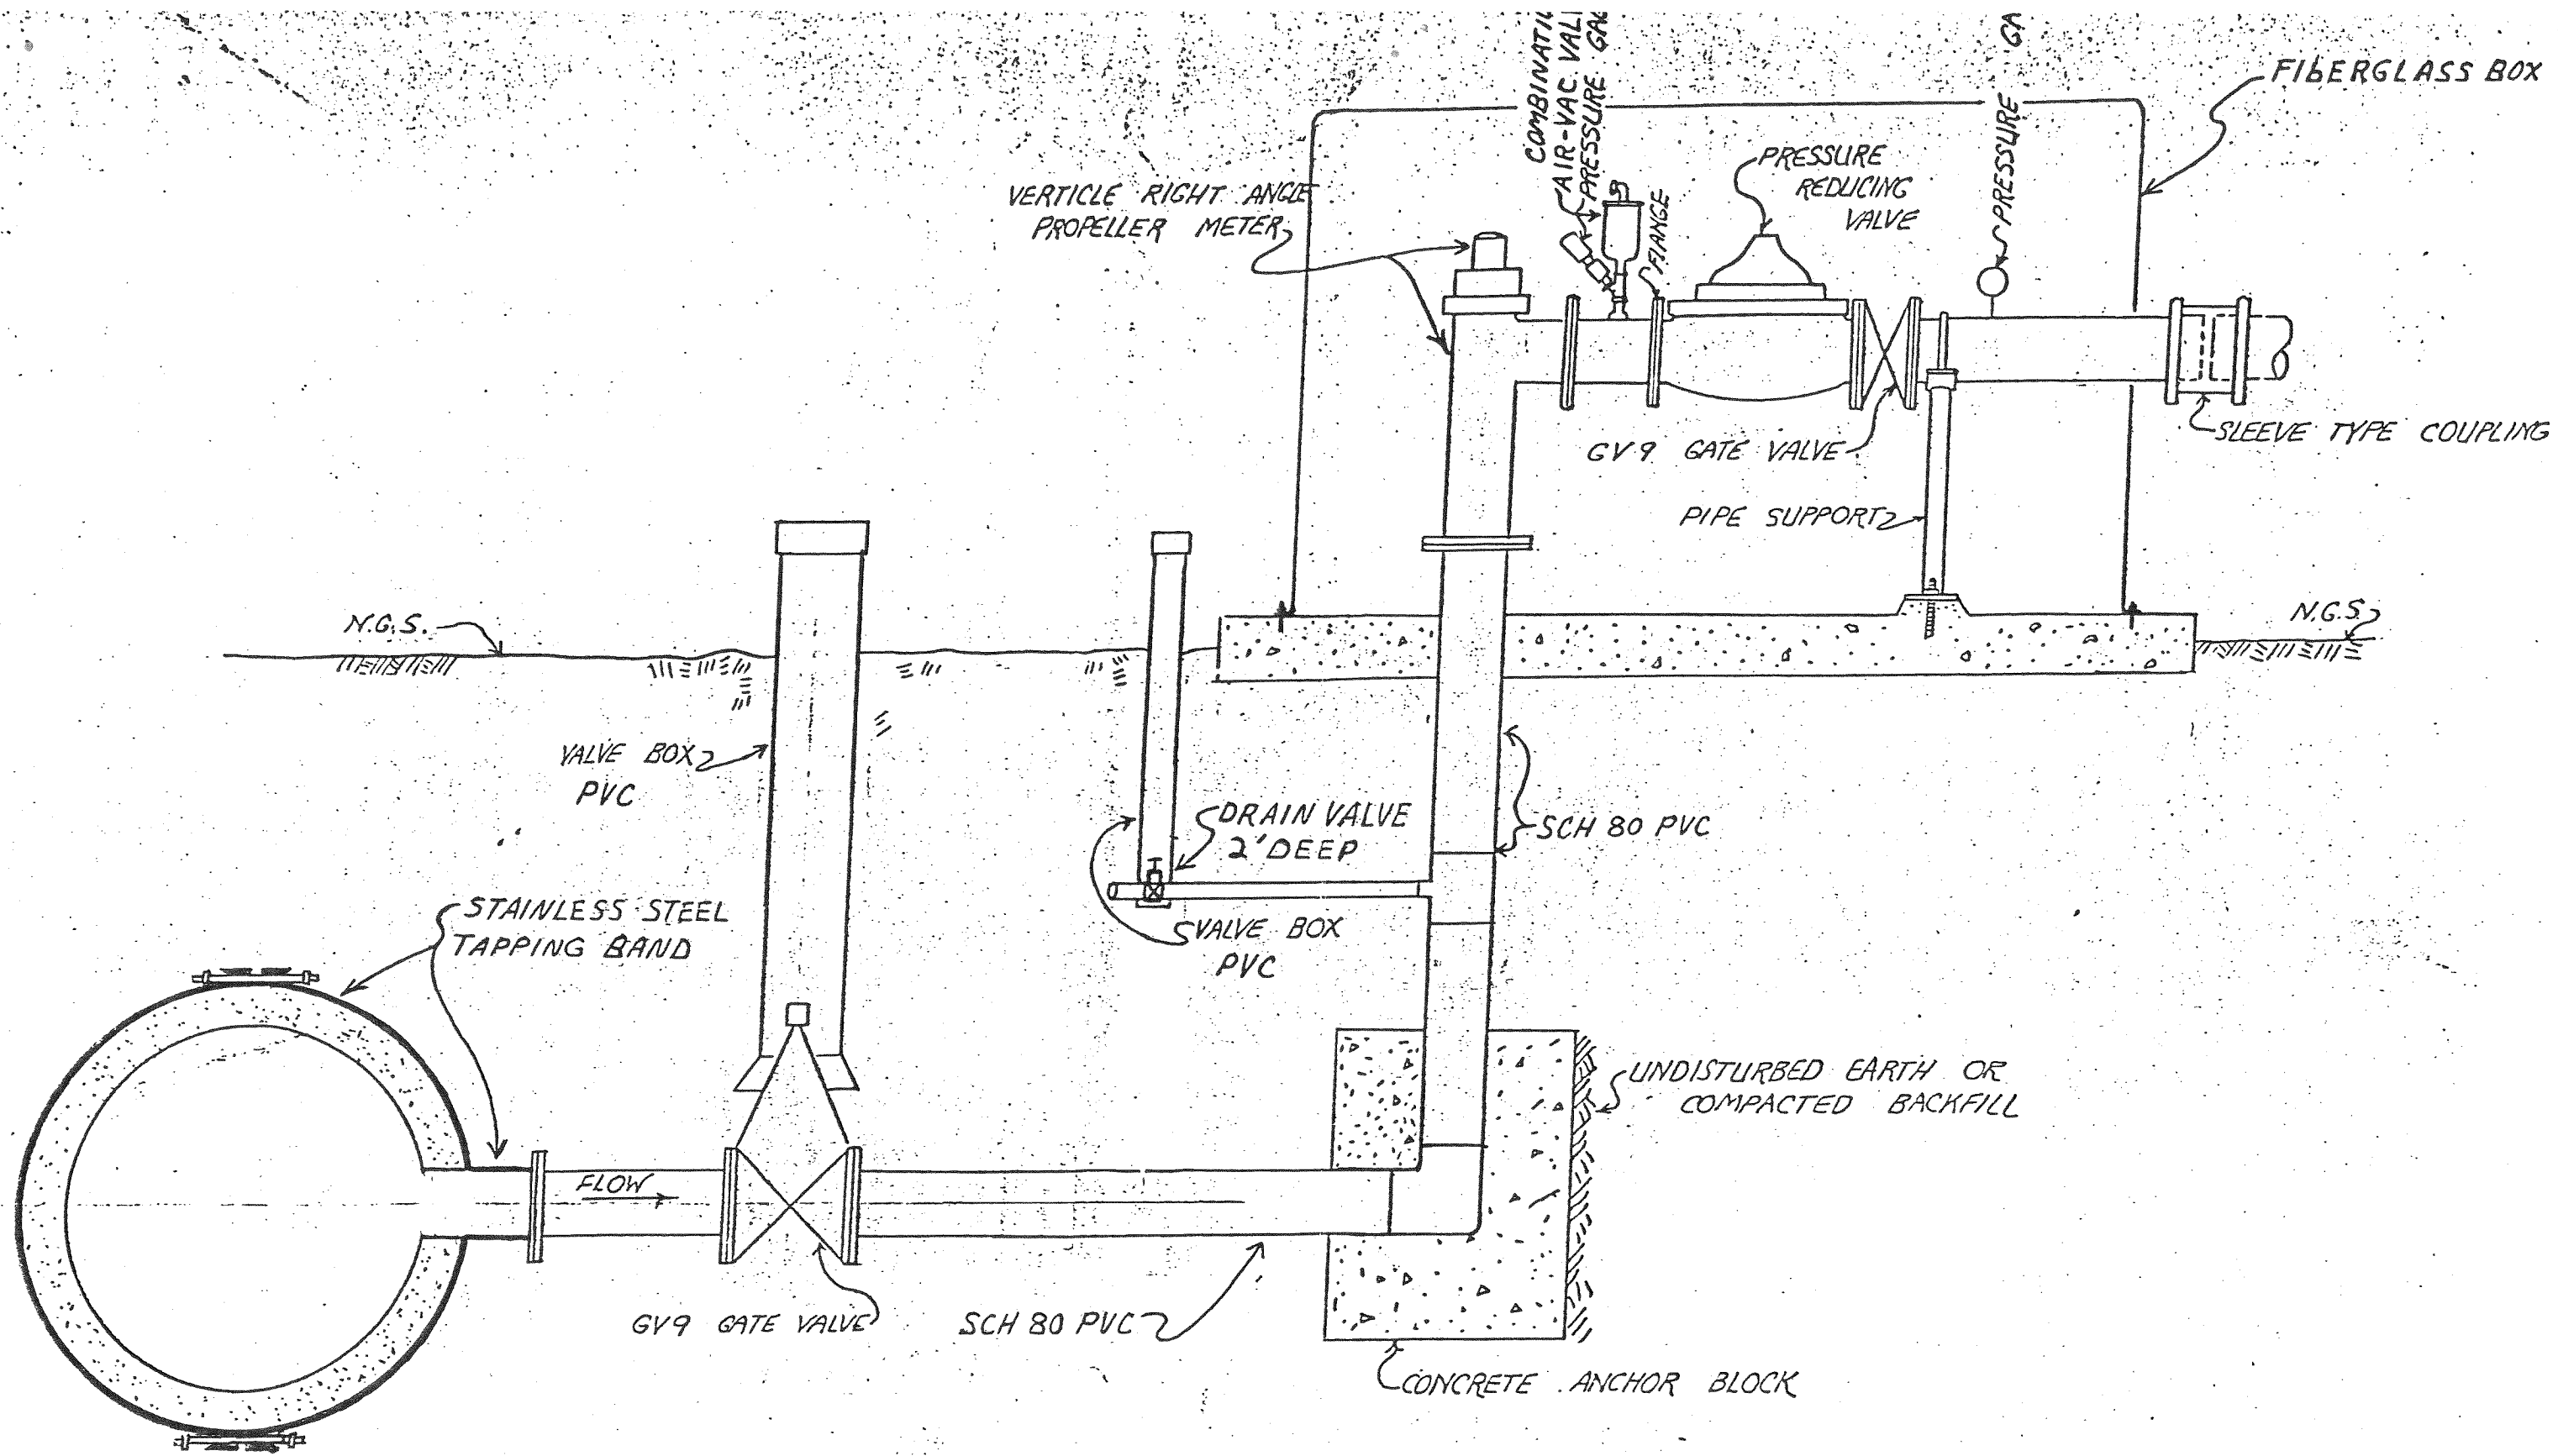 COMBINATI
AIR-VAC VAL
PRESSURE GA
PRESSURE GA
FIBERGLASS BOX
VERTICLE RIGHT ANGLE
PROPELLER METER
FLANGE
PRESSURE
REDUCING
VALVE
SLEEVE TYPE COUPLING
GV9 GATE VALVE
PIPE SUPPORT
N.G.S.
N.G.S.
VALVE BOX
PVC
DRAIN VALVE
2' DEEP
SCH 80 PVC
STAINLESS STEEL
TAPPING BAND
VALVE BOX
PVC
UNDISTURBED EARTH OR
COMPACTED BACKFILL
FLOW
GV9 GATE VALVE
SCH 80 PVC
CONCRETE ANCHOR BLOCK